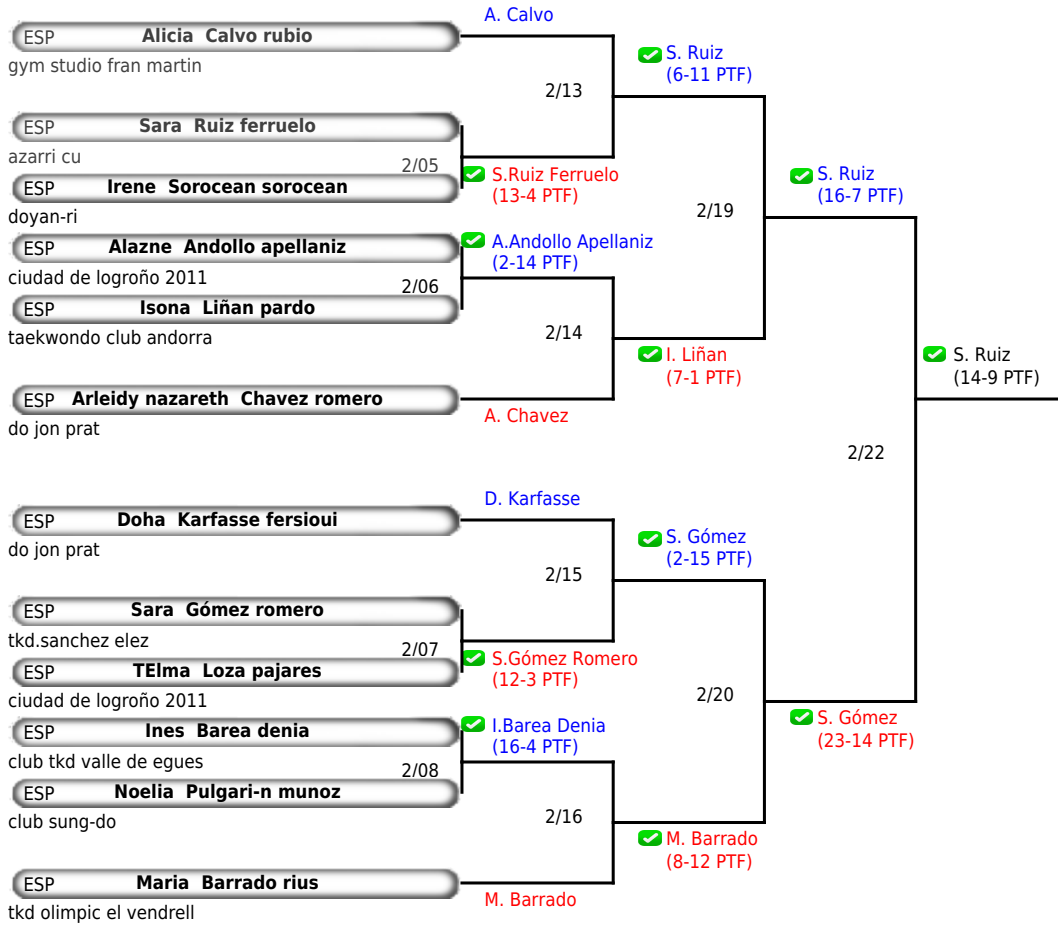 A. Calvo
ESP Alicia Calvo rubio
gym studio fran martin
S. Ruiz
(6-11 PTF)
2/13
ESP Sara Ruiz ferruelo
azarri cu
2/05
S.Ruiz Ferruelo
(13-4 PTF)
ESP Irene Sorocean sorocean
doyan-ri
S. Ruiz
(16-7 PTF)
2/19
ESP Alazne Andollo apellaniz
ciudad de logroño 2011
A.Andollo Apellaniz
(2-14 PTF)
2/06
ESP Isona Liñan pardo
taekwondo club andorra
2/14
I. Liñan
(7-1 PTF)
S. Ruiz
(14-9 PTF)
ESP Arleidy nazareth Chavez romero
do jon prat
A. Chavez
2/22
D. Karfasse
ESP Doha Karfasse fersioui
do jon prat
S. Gómez
(2-15 PTF)
2/15
ESP Sara Gómez romero
tkd.sanchez elez
2/07
S.Gómez Romero
(12-3 PTF)
ESP TElma Loza pajares
ciudad de logroño 2011
2/20
S. Gómez
(23-14 PTF)
ESP Ines Barea denia
club tkd valle de egues
I.Barea Denia
(16-4 PTF)
2/08
ESP Noelia Pulgari-n munoz
club sung-do
2/16
M. Barrado
(8-12 PTF)
ESP Maria Barrado rius
tkd olimpic el vendrell
M. Barrado